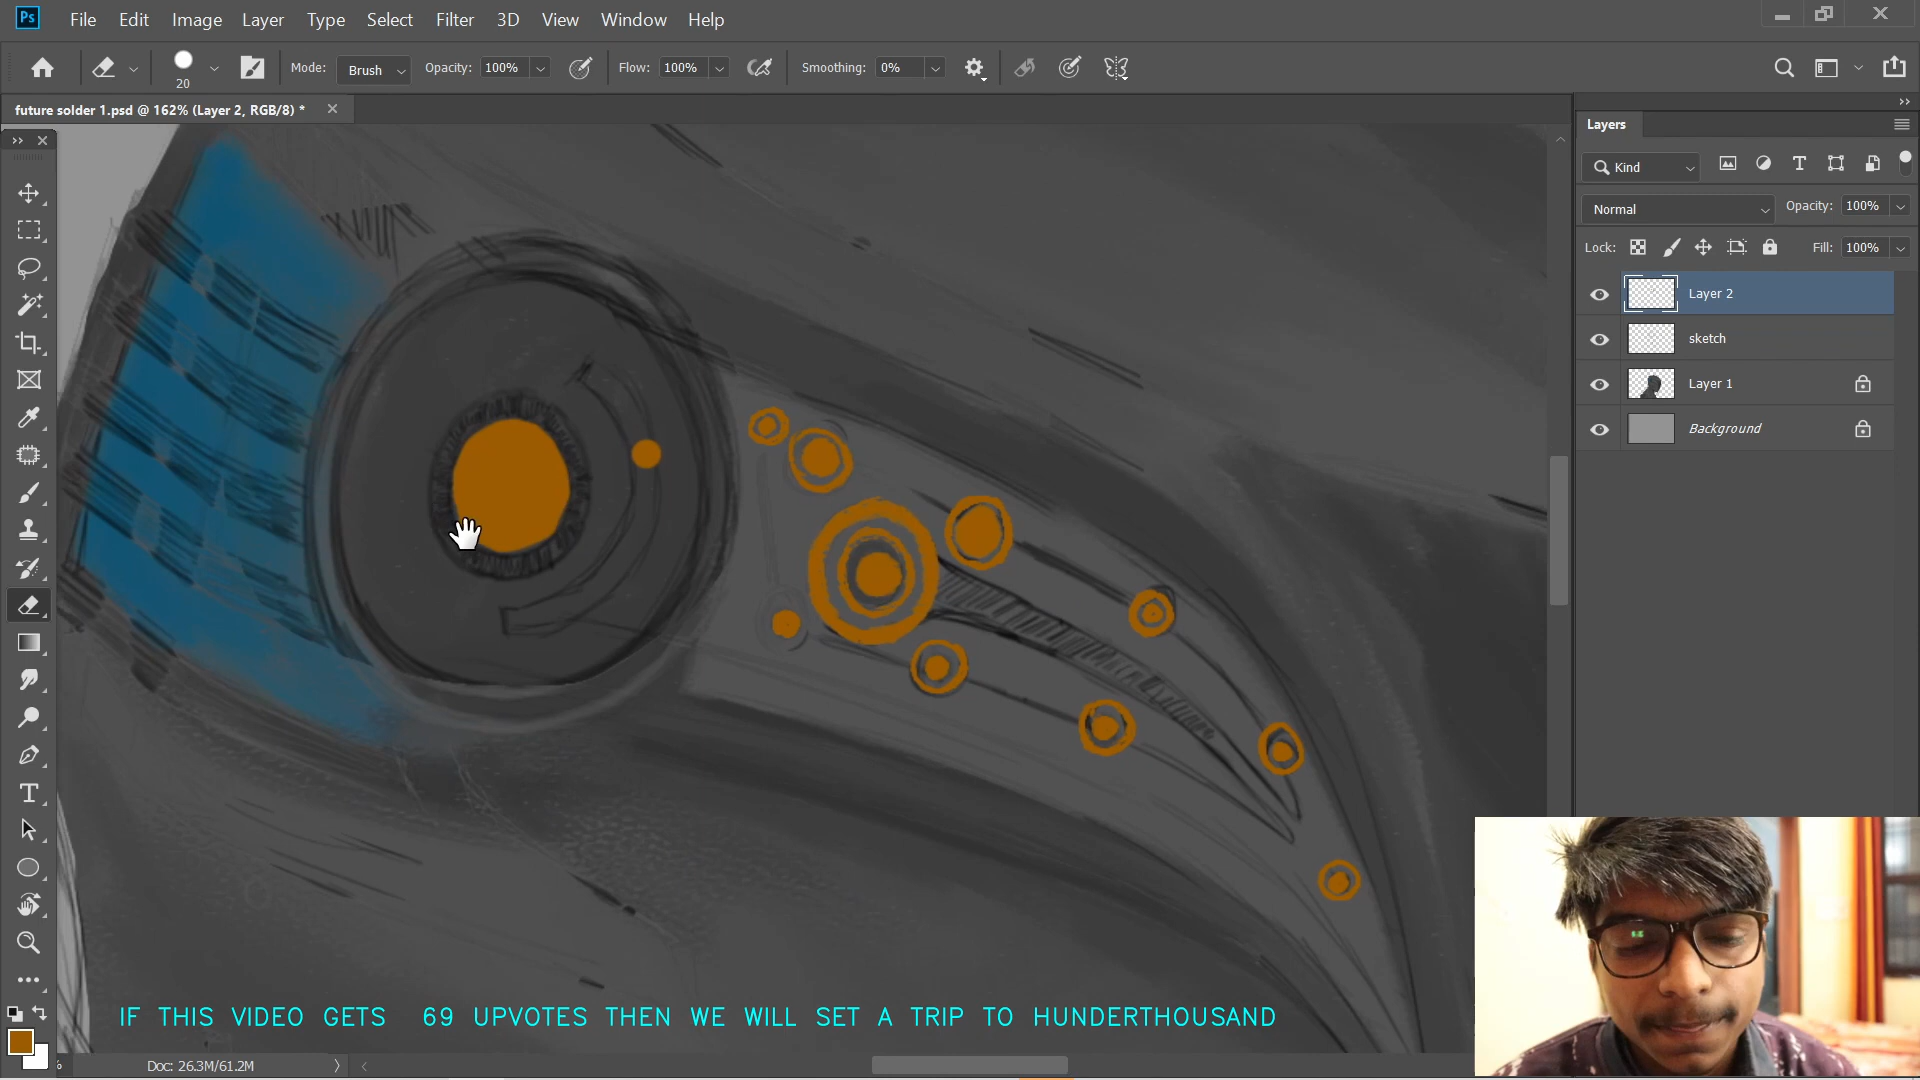 Ps File Edit Image Layer Type Select Filter 3D View Window Help
20 Mode: Brush Opacity: 100% Flow: 100% Smoothing: 0%
future solder 1.psd @ 162% (Layer 2, RGB/8) *
Layers
Kind
Normal Opacity: 100%
Lock: Fill: 100%
Layer 2
sketch
Layer 1
Background
IF THIS VIDEO GETS 69 UPVOTES THEN WE WILL SET A TRIP TO HUNDERTHOUSAND
% Doc: 26.3M/61.2M